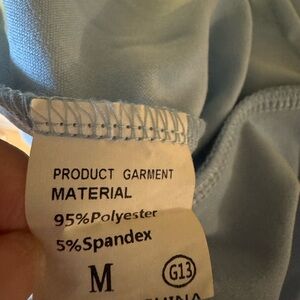 PRODUCT GARMENT
MATERIAL
95%Polyester
5%Spandex
M
G13